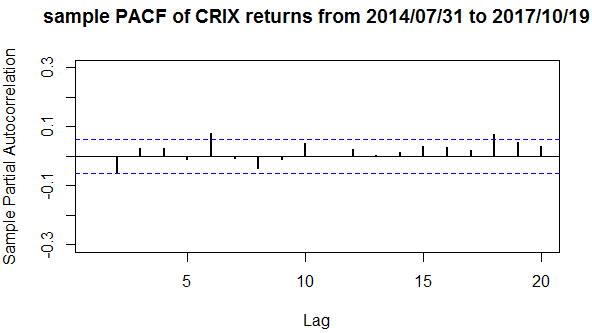 sample PACF of CRIX returns from 2014/07/31 to 2017/10/19
Sample Partial Autocorrelation
0.3
0.1
-0.1
-0.3
5 10 15 20
Lag